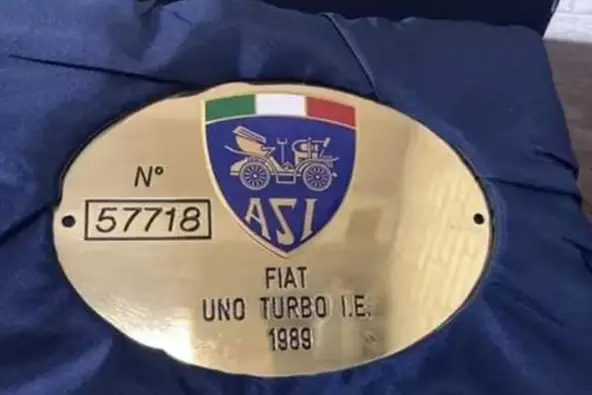 N°
57718
ASI
FIAT
UNO TURBO I.E.
1989